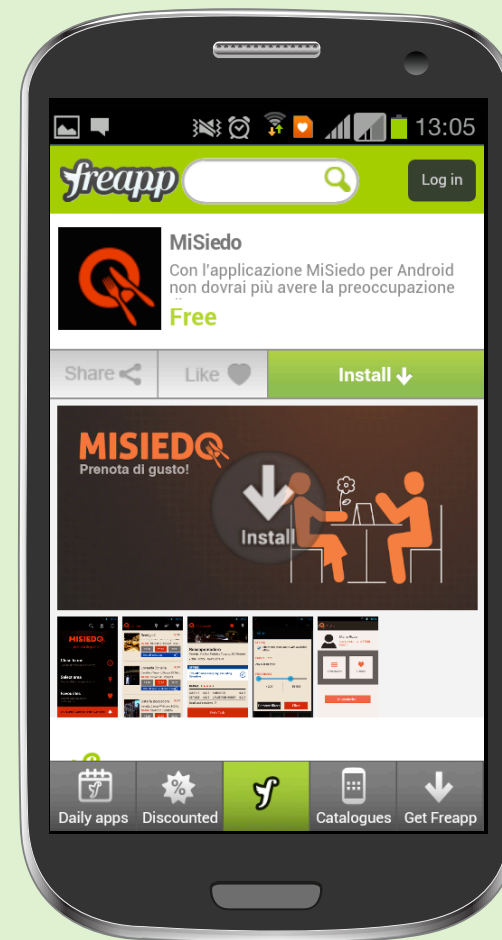 13:05
freapp
Log in
MiSiedo
Con l'applicazione MiSiedo per Android
non dovrai più avere la preoccupazione
Free
Share
Like
Install
MISIEDO
Prenota di gusto!
Install
MISIEDO
Daily apps
Discounted
Catalogues
Get Freapp